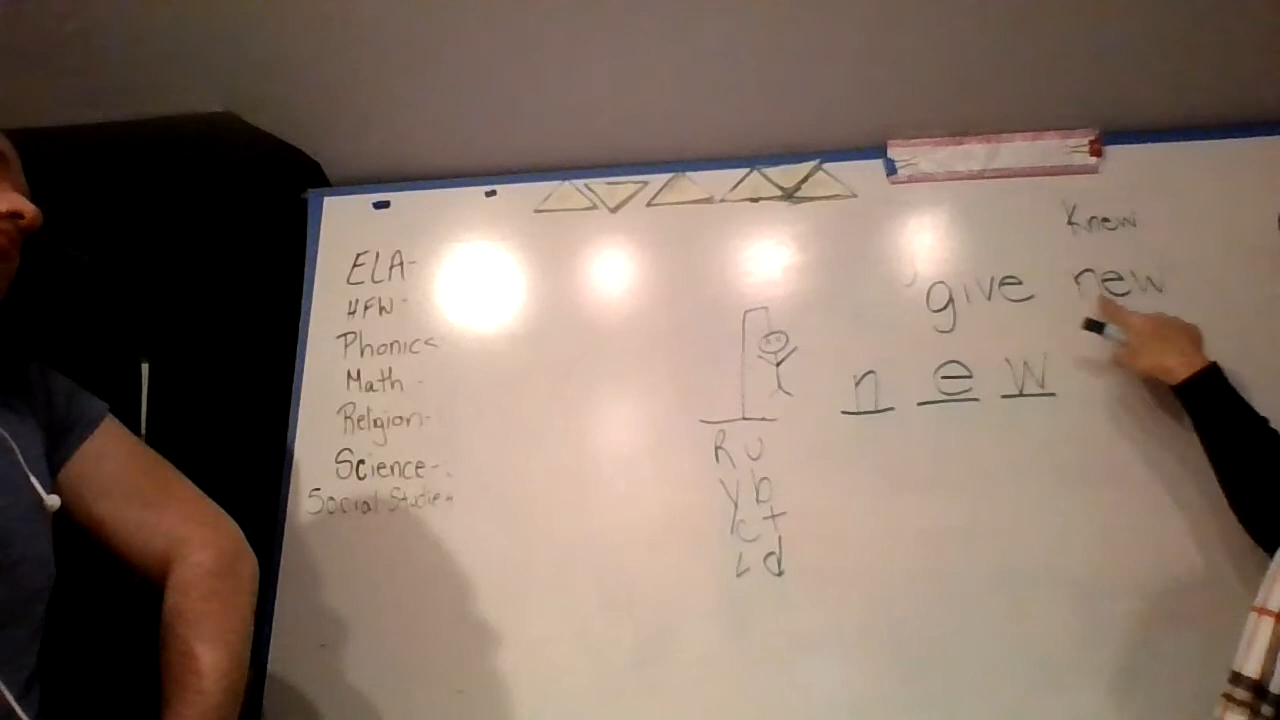 ELA-
HFW-
Phonics
Math -
Religion-
Science-
Social Studies
Knew
give new
n e w
R u
y b
c t
i d